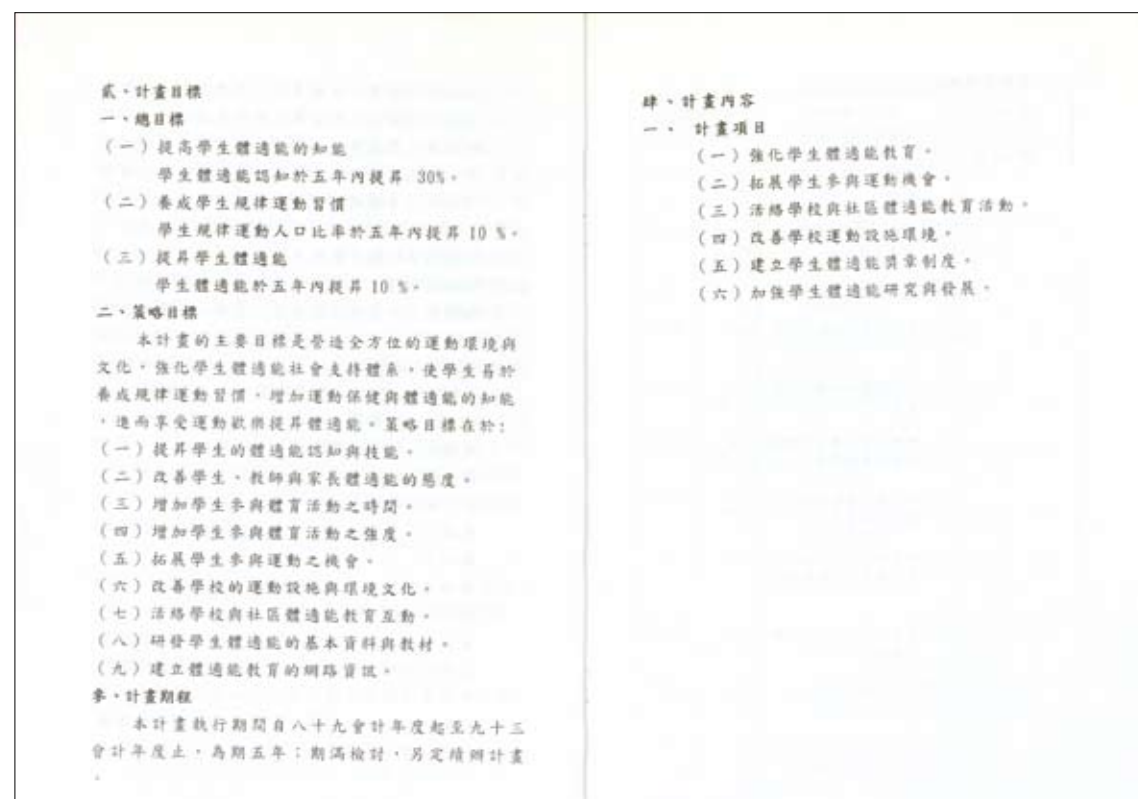 貳、計畫目標
一、總目標
（一）提高學生體適能的知能
學生體適能認知於五年內提昇 30%。
（二）養成學生規律運動習慣
學生規律運動人口比率於五年內提昇 10 %。
（三）提昇學生體適能
學生體適能於五年內提昇 10 %。
二、策略目標
本計畫的主要目標是營造全方位的運動環境與
文化，強化學生體適能社會支持體系，使學生易於
養成規律運動習慣，增加運動保健與體適能的知能
，進而享受運動歡樂提昇體適能。策略目標在於：
（一）提昇學生的體適能認知與技能。
（二）改善學生、教師與家長體適能的態度。
（三）增加學生參與體育活動之時間。
（四）增加學生參與體育活動之強度。
（五）拓展學生參與運動之機會。
（六）改善學校的運動設施與環境文化。
（七）活絡學校與社區體適能教育互動。
（八）研發學生體適能的基本資料與教材。
（九）建立體適能教育的網路資訊。
參、計畫期程
本計畫執行期間自八十九會計年度起至九十三
會計年度止，為期五年；期滿檢討，另定續辦計畫
。
肆、計畫內容
一、 計畫項目
（一）強化學生體適能教育。
（二）拓展學生參與運動機會。
（三）活絡學校與社區體適能教育活動。
（四）改善學校運動設施環境。
（五）建立學生體適能獎章制度。
（六）加強學生體適能研究與發展。